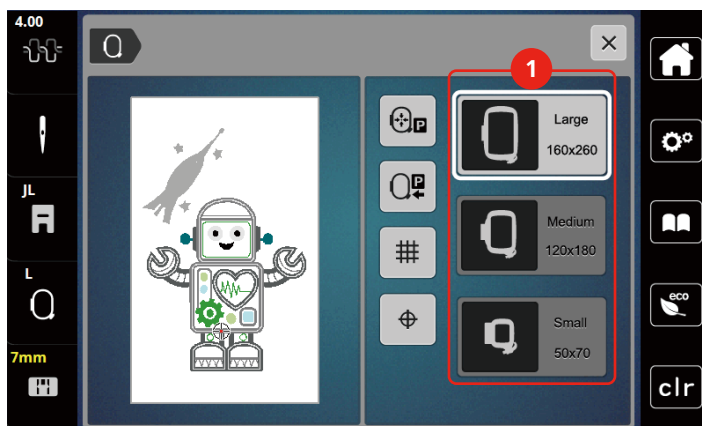 4.00
JL
L
7mm
P
P
1
Large
160x260
Medium
120x180
Small
50x70
eco
clr